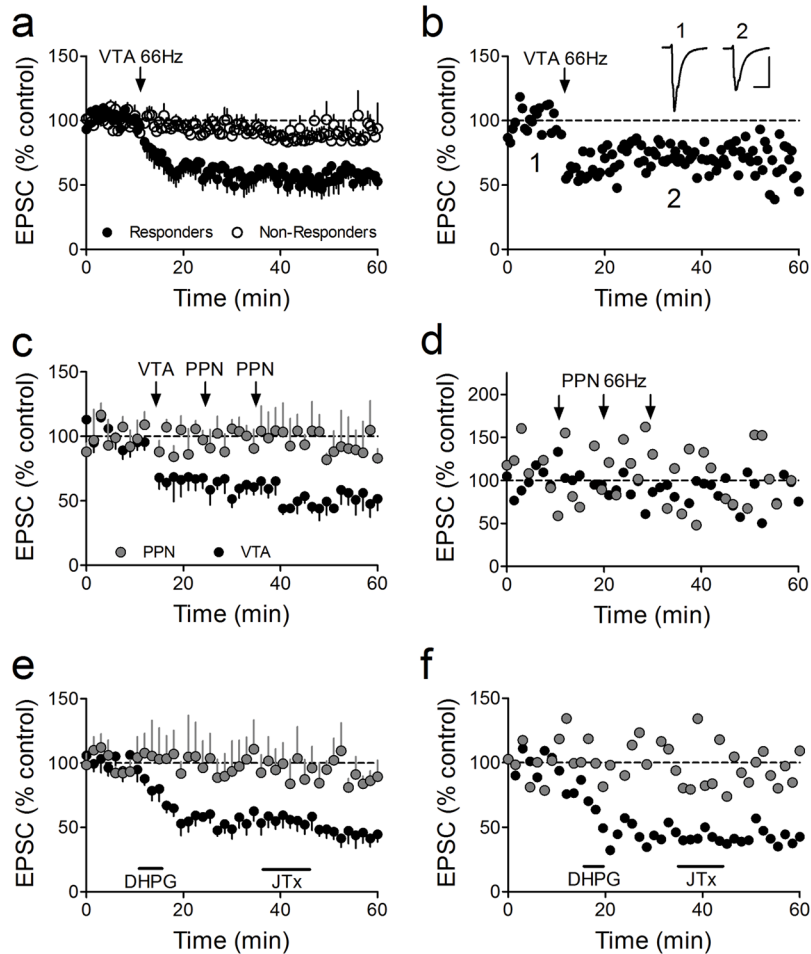 a
VTA 66Hz
EPSC (% control)
150
100
50
0
Responders Non-Responders
0 20 40 60
Time (min)
b
VTA 66Hz
1 2
EPSC (% control)
150
100
50
0
1
2
0 20 40 60
Time (min)
c
VTA PPN PPN
EPSC (% control)
150
100
50
0
PPN VTA
0 20 40 60
Time (min)
d
PPN 66Hz
EPSC (% control)
200
150
100
50
0
0 20 40 60
Time (min)
e
EPSC (% control)
150
100
50
0
DHPG JTx
0 20 40 60
Time (min)
f
EPSC (% control)
150
100
50
0
DHPG JTx
0 20 40 60
Time (min)